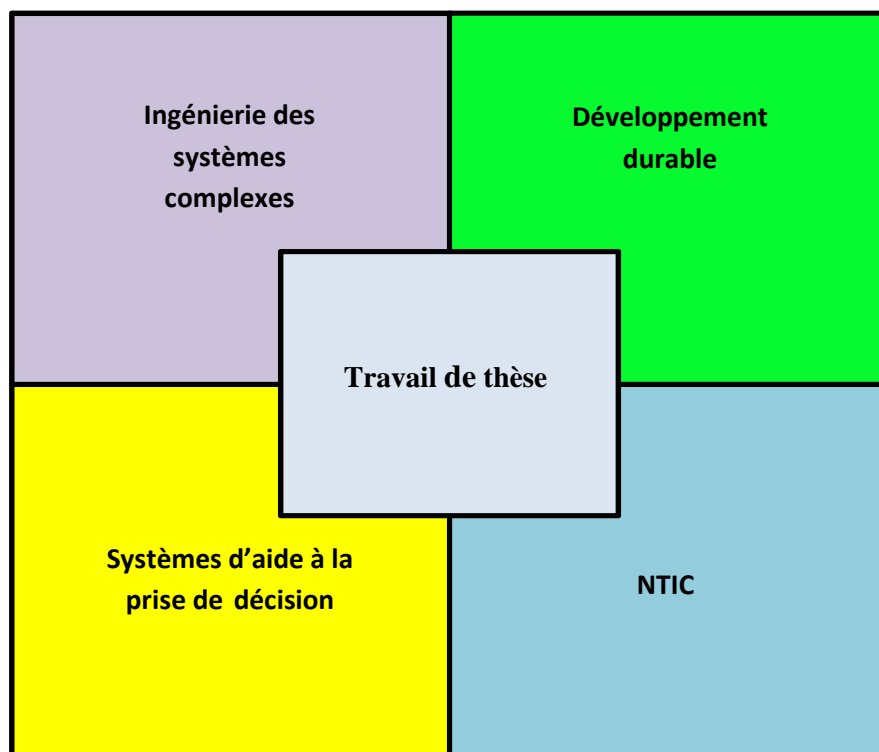 Ingénierie des
systèmes
complexes
Développement
durable
Travail de thèse
Systèmes d’aide à la
prise de décision
NTIC